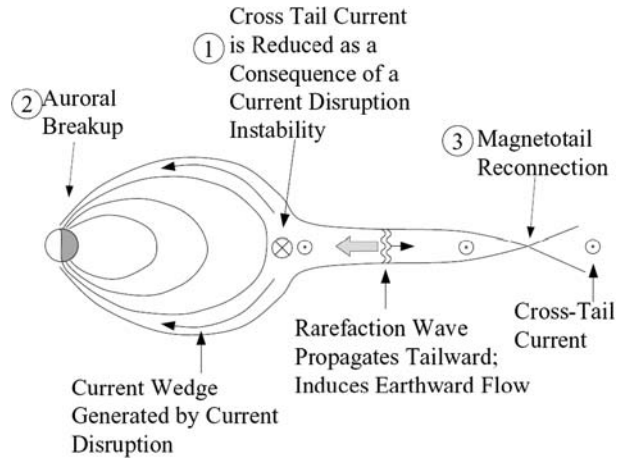 Cross Tail Current
1 is Reduced as a
Consequence of a
Current Disruption
Instability
2 Auroral
Breakup
3 Magnetotail
Reconnection
Cross-Tail
Current
Rarefaction Wave
Propagates Tailward;
Induces Earthward Flow
Current Wedge
Generated by Current
Disruption